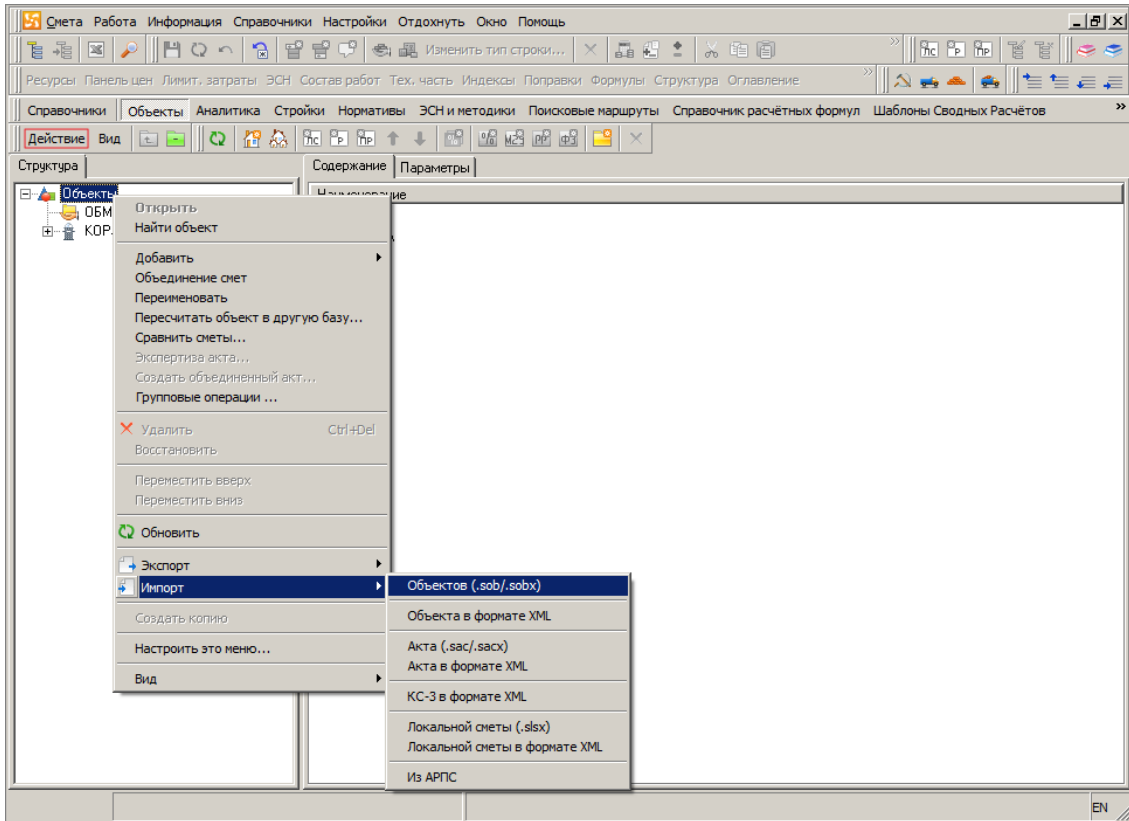 Смета Работа Информация Справочники Настройки Отдохнуть Окно Помощь
Изменить тип строки...
Ресурсы Панель цен Лимит. затраты ЭСН Состав работ Тех. часть Индексы Поправки Формулы Структура Оглавление
Справочники Объекты Аналитика Стройки Нормативы ЭСН и методики Поисковые маршруты Справочник расчётных формул Шаблоны Сводных Расчётов
Действие Вид
Структура
Содержание Параметры
Объекты
Наименование
ОБМ
КОР
Открыть
Найти объект
Добавить
Объединение смет
Переименовать
Пересчитать объект в другую базу...
Сравнить сметы...
Экспертиза акта...
Создать объединенный акт...
Групповые операции ...
Удалить Ctrl+Del
Восстановить
Переместить вверх
Переместить вниз
Обновить
Экспорт
Импорт
Создать копию
Настроить это меню...
Вид
Объектов (.sob/.sobx)
Объекта в формате XML
Акта (.sac/.sacx)
Акта в формате XML
КС-3 в формате XML
Локальной сметы (.slsx)
Локальной сметы в формате XML
Из АРПС
EN